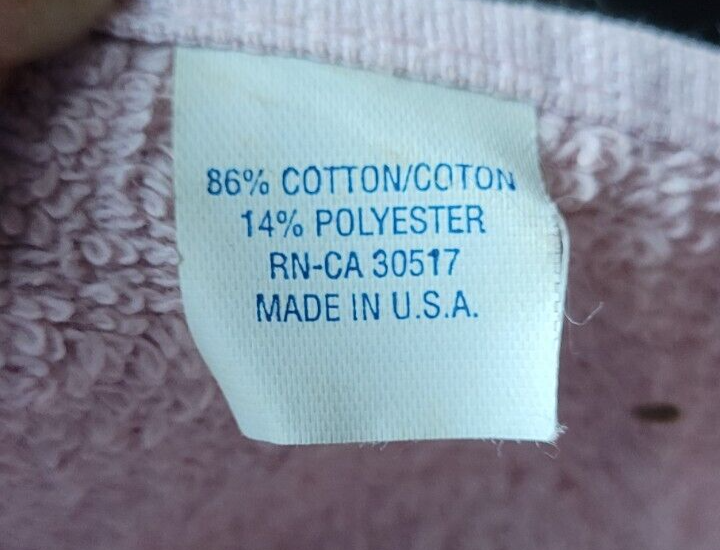 86% COTTON/COTON
14% POLYESTER
RN-CA 30517
MADE IN U.S.A.